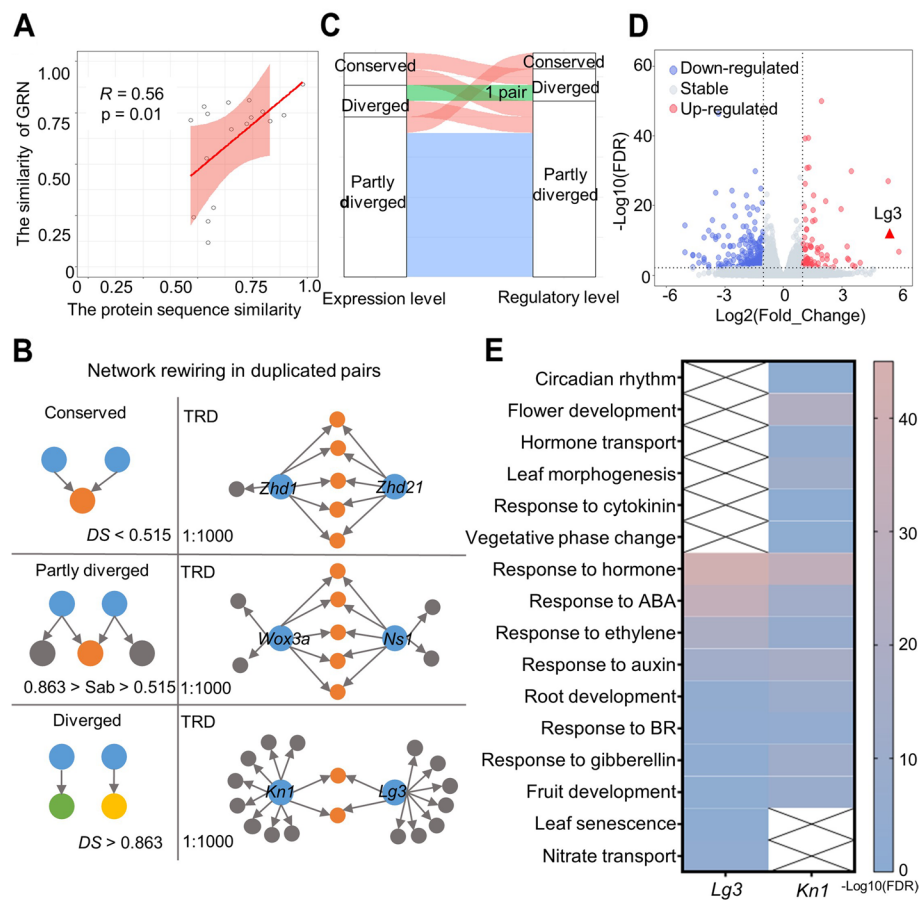 A
1.00
0.75
0.50
0.25
0
R = 0.56
p = 0.01
The similarity of GRN
0
0.25
0.50
0.75
1.0
The protein sequence similarity
C
Conserved
Diverged
Partly
diverged
1 pair
Conserved
Diverged
Partly
diverged
Expression level
Regulatory level
D
60
40
20
0
-Log10(FDR)
Down-regulated
Stable
Up-regulated
Lg3
-6
-3
0
3
6
Log2(Fold_Change)
B
Network rewiring in duplicated pairs
Conserved
DS < 0.515
TRD
Zhd1
Zhd21
1:1000
Partly diverged
0.863 > Sab > 0.515
TRD
Wox3a
Ns1
1:1000
Diverged
DS > 0.863
TRD
Kn1
Lg3
1:1000
E
Circadian rhythm
Flower development
Hormone transport
Leaf morphogenesis
Response to cytokinin
Vegetative phase change
Response to hormone
Response to ABA
Response to ethylene
Response to auxin
Root development
Response to BR
Response to gibberellin
Fruit development
Leaf senescence
Nitrate transport
Lg3
Kn1
40
30
20
10
0
-Log10(FDR)